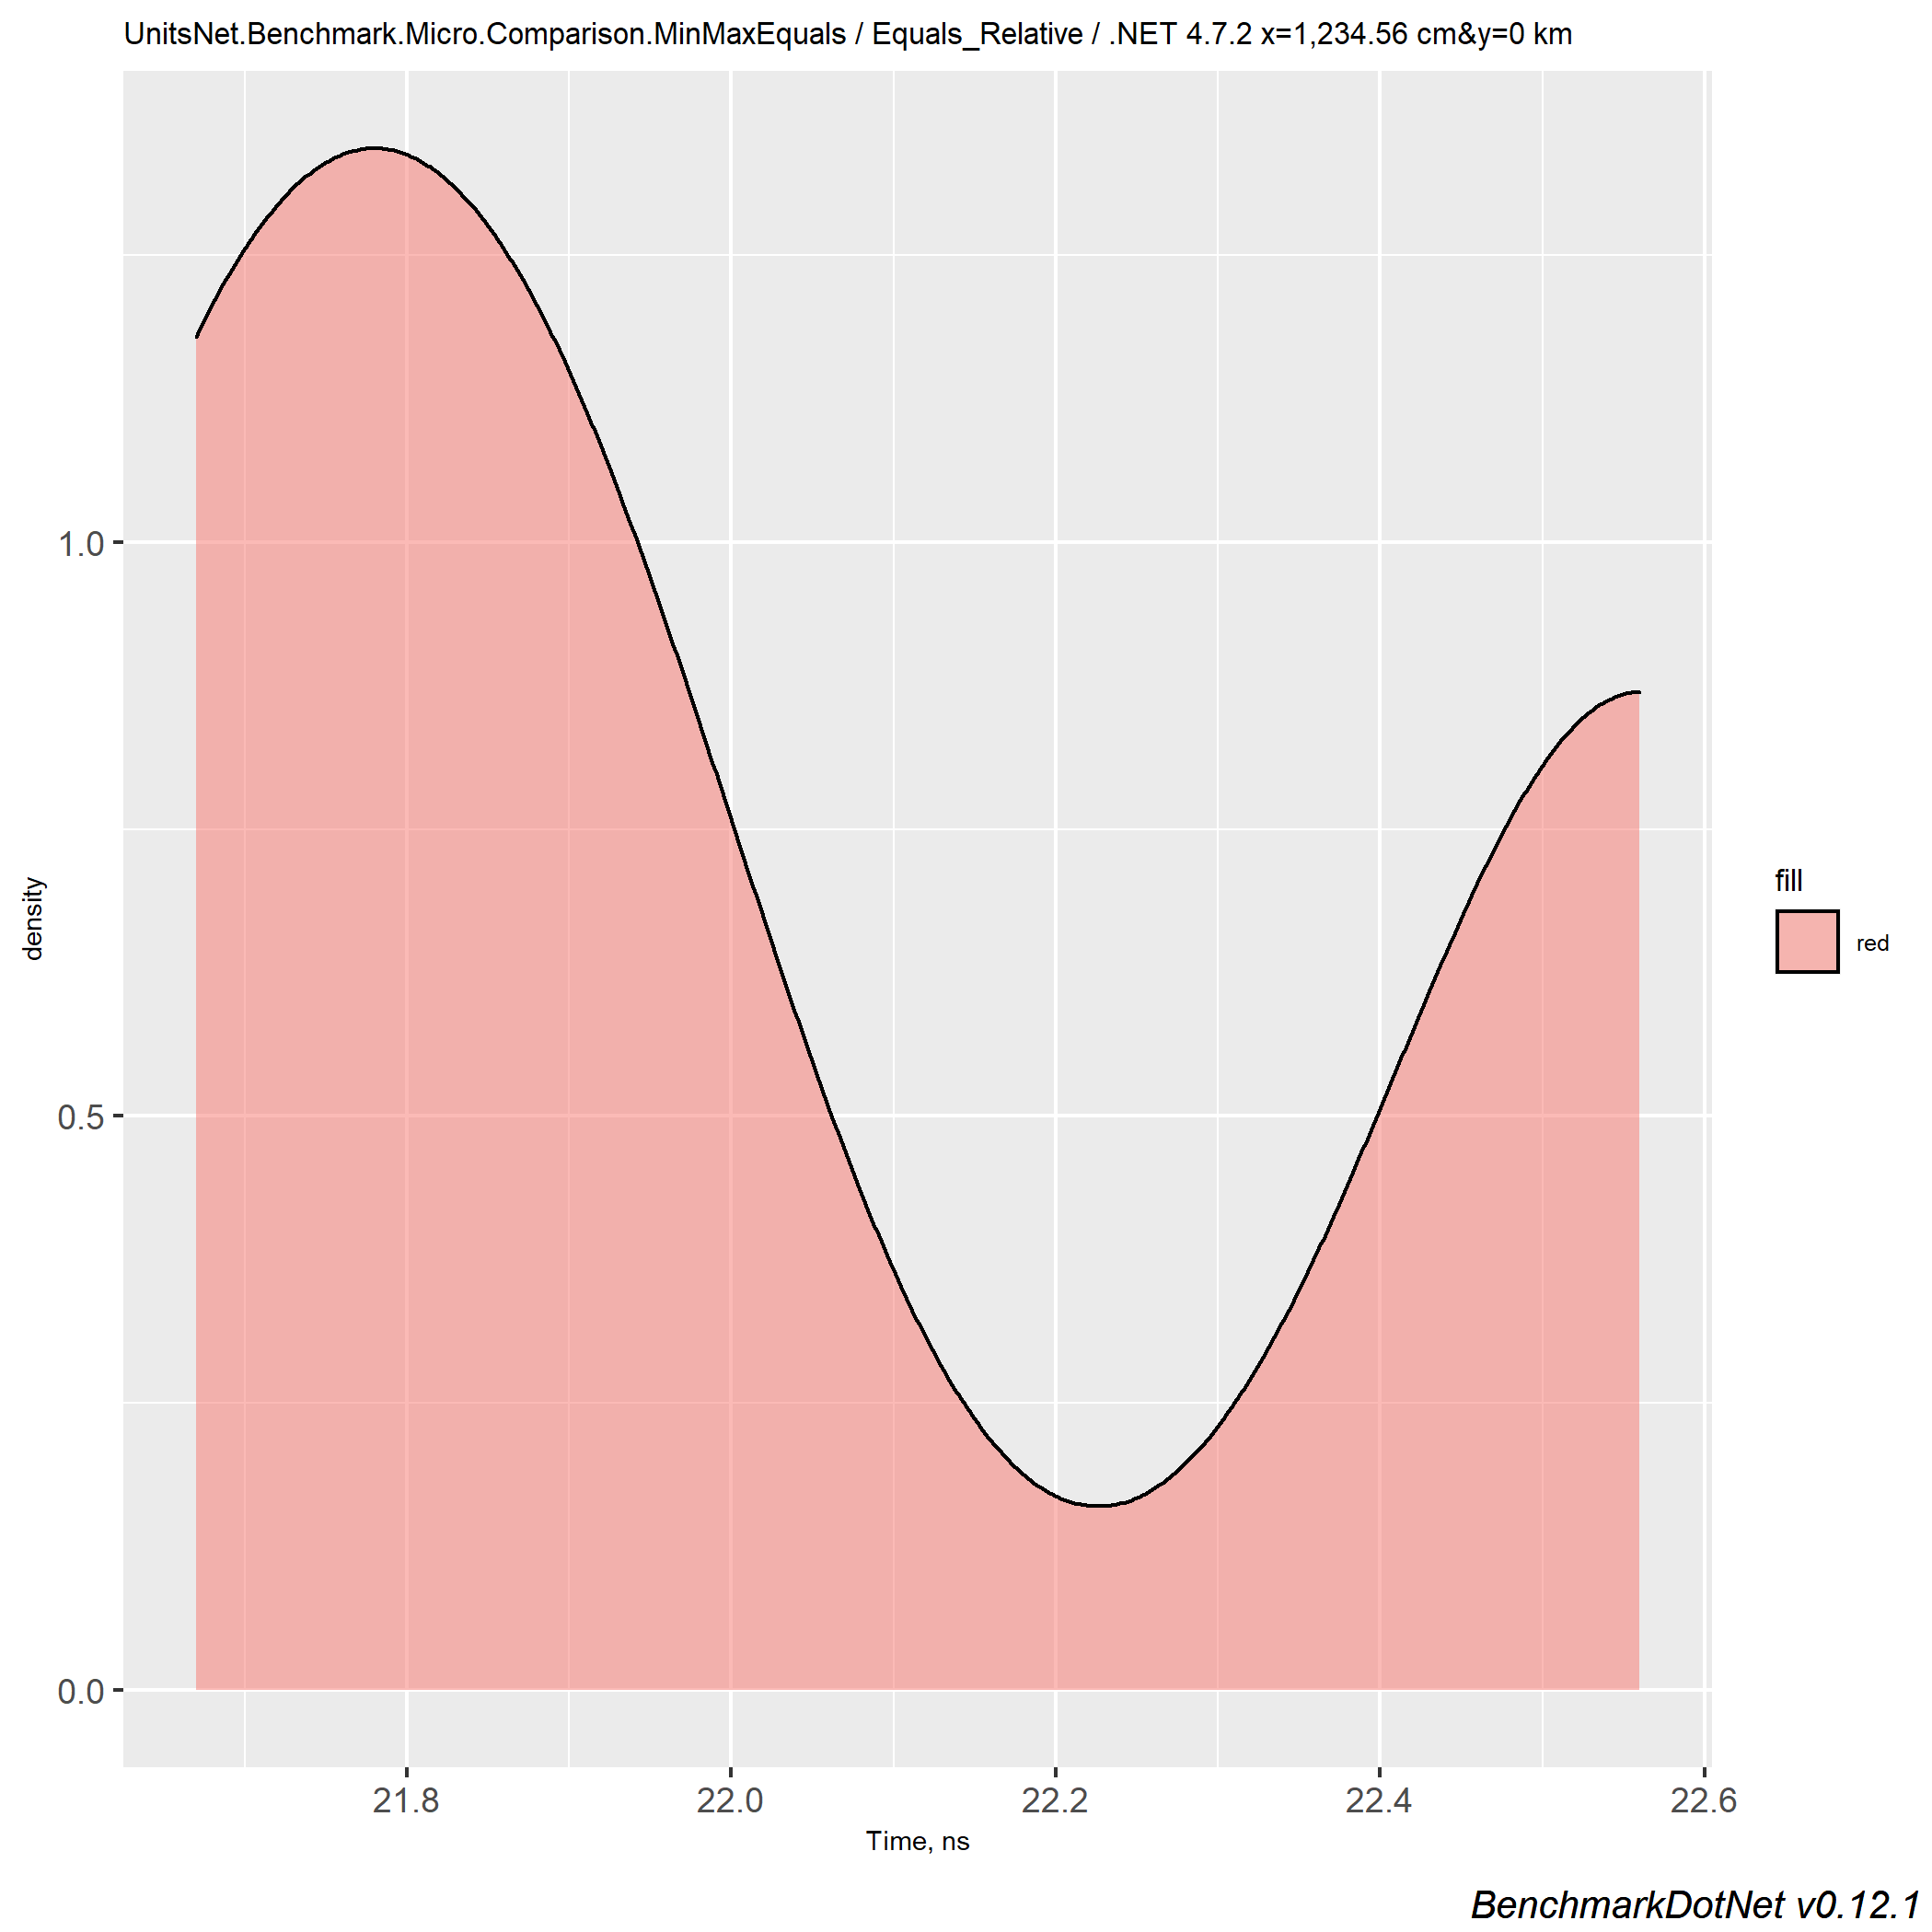 UnitsNet.Benchmark.Micro.Comparison.MinMaxEquals / Equals_Relative / .NET 4.7.2 x=1,234.56 cm&y=0 km
1.0
0.5
0.0
density
21.8 22.0 22.2 22.4 22.6
Time, ns
fill
red
BenchmarkDotNet v0.12.1